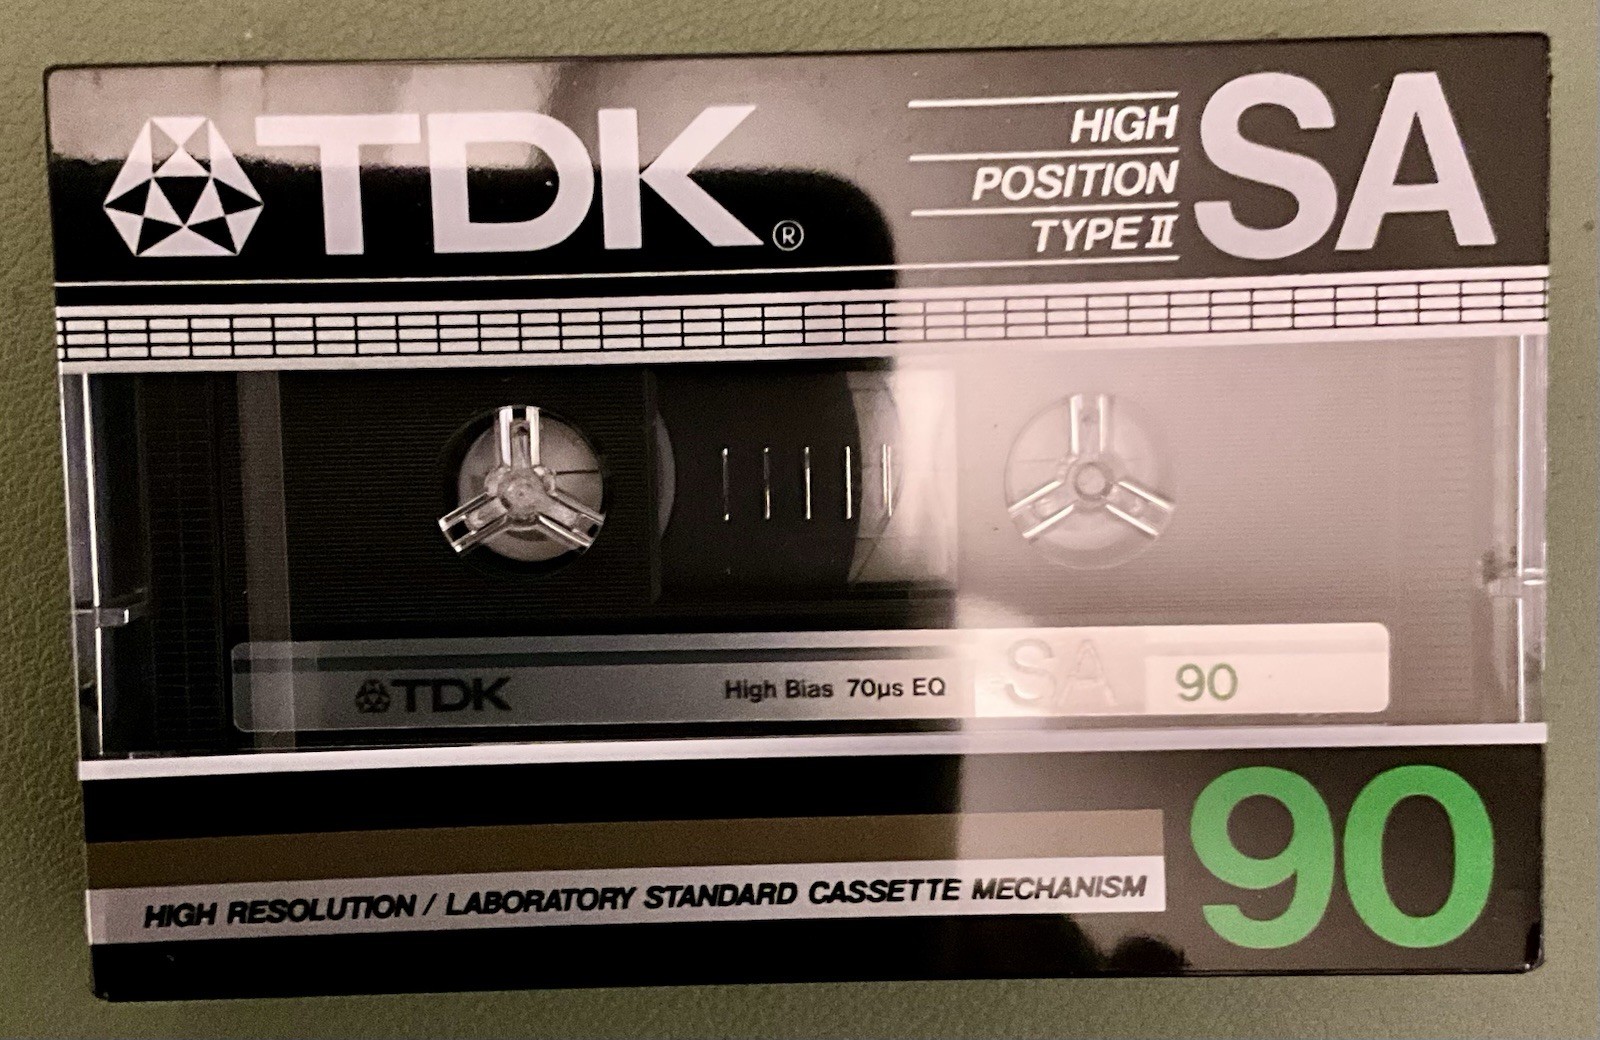 TDK®
HIGH
POSITION
TYPE II
SA
TDK
High Bias 70µs EQ
SA
90
HIGH RESOLUTION / LABORATORY STANDARD CASSETTE MECHANISM
90